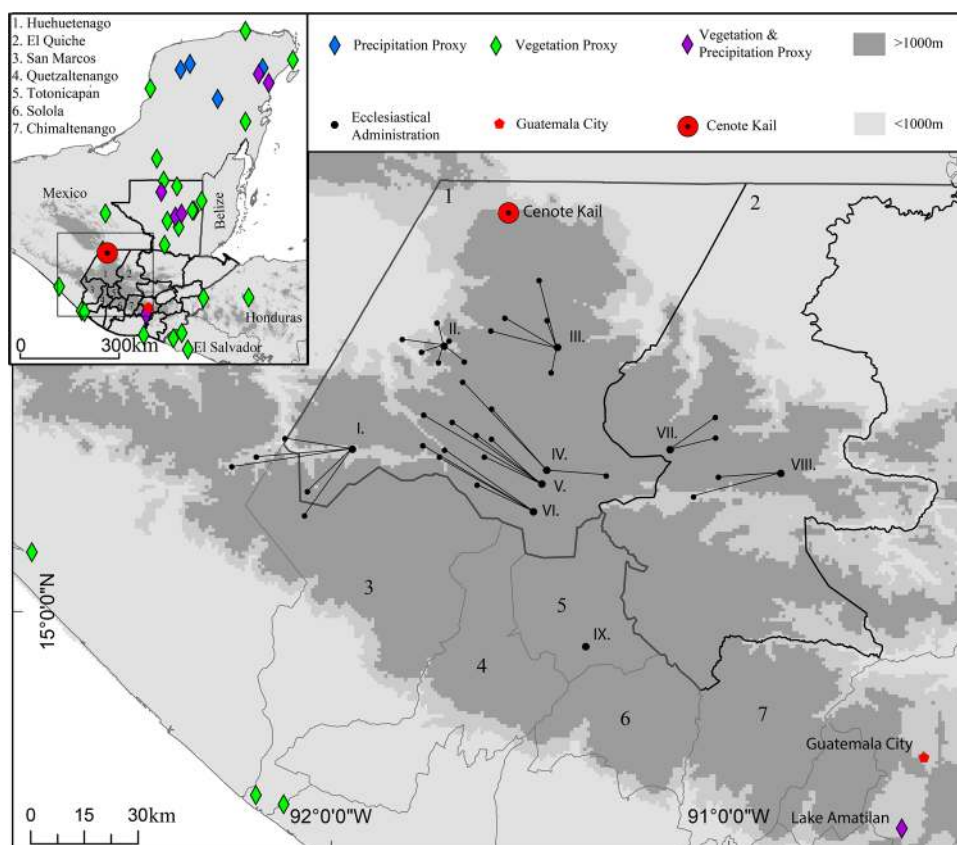 1. Huehuetenago
2. El Quiche
3. San Marcos
4. Quetzaltenango
5. Totonicapan
6. Solola
7. Chimaltenango
Mexico
Belize
Honduras
El Salvador
0 300km
Precipitation Proxy
Vegetation Proxy
Vegetation &
Precipitation Proxy
>1000m
Ecclesiastical
Administration
Guatemala City
Cenote Kail
<1000m
1
2
Cenote Kail
II.
III.
I.
IV.
V.
VI.
VII.
VIII.
3
4
5
IX.
6
7
Guatemala City
Lake Amatilan
15°0'0"N
92°0'0"W
91°0'0"W
0 15 30km